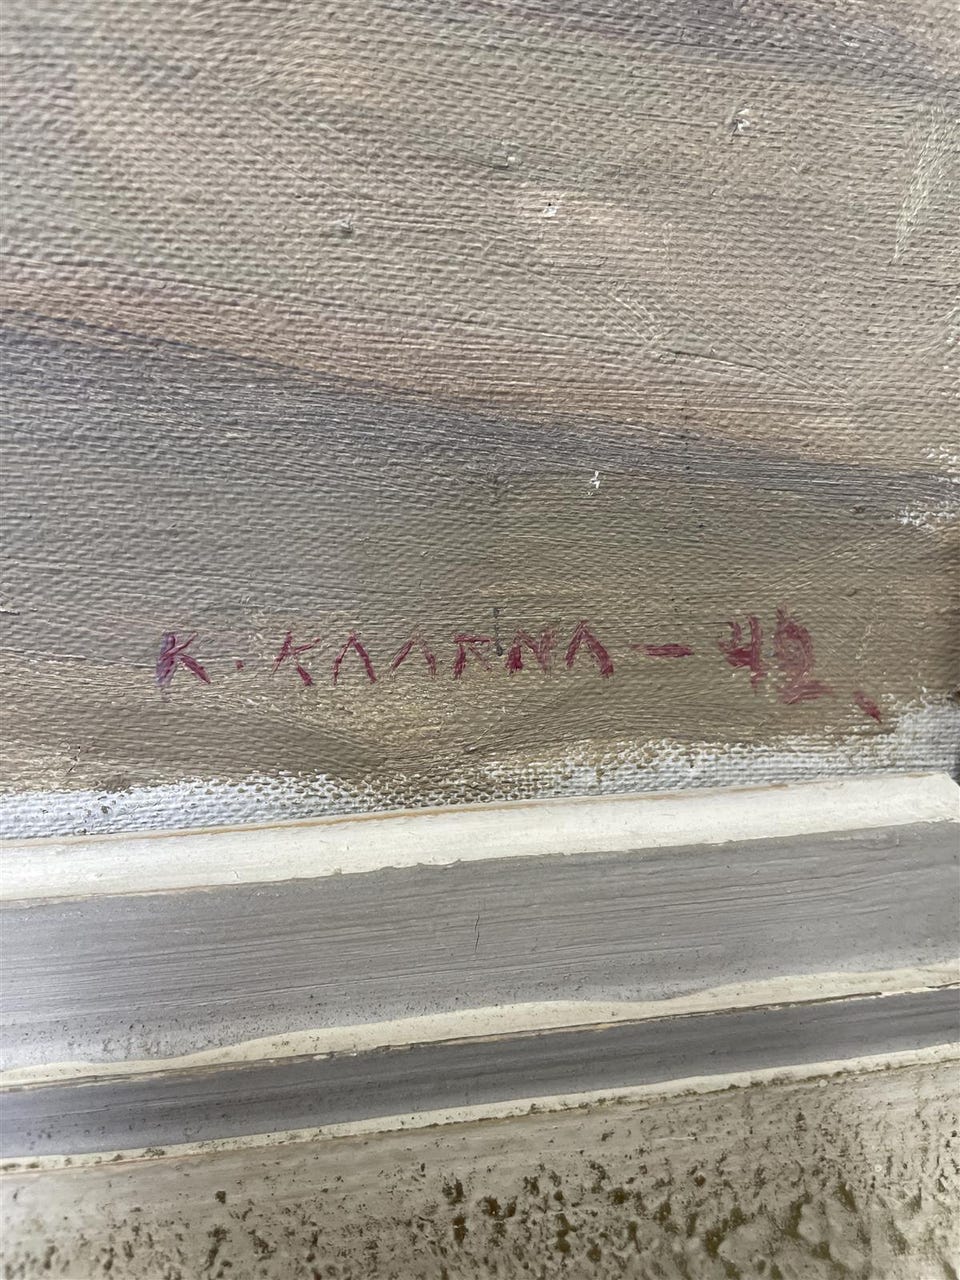 K. KAARNA - 42.